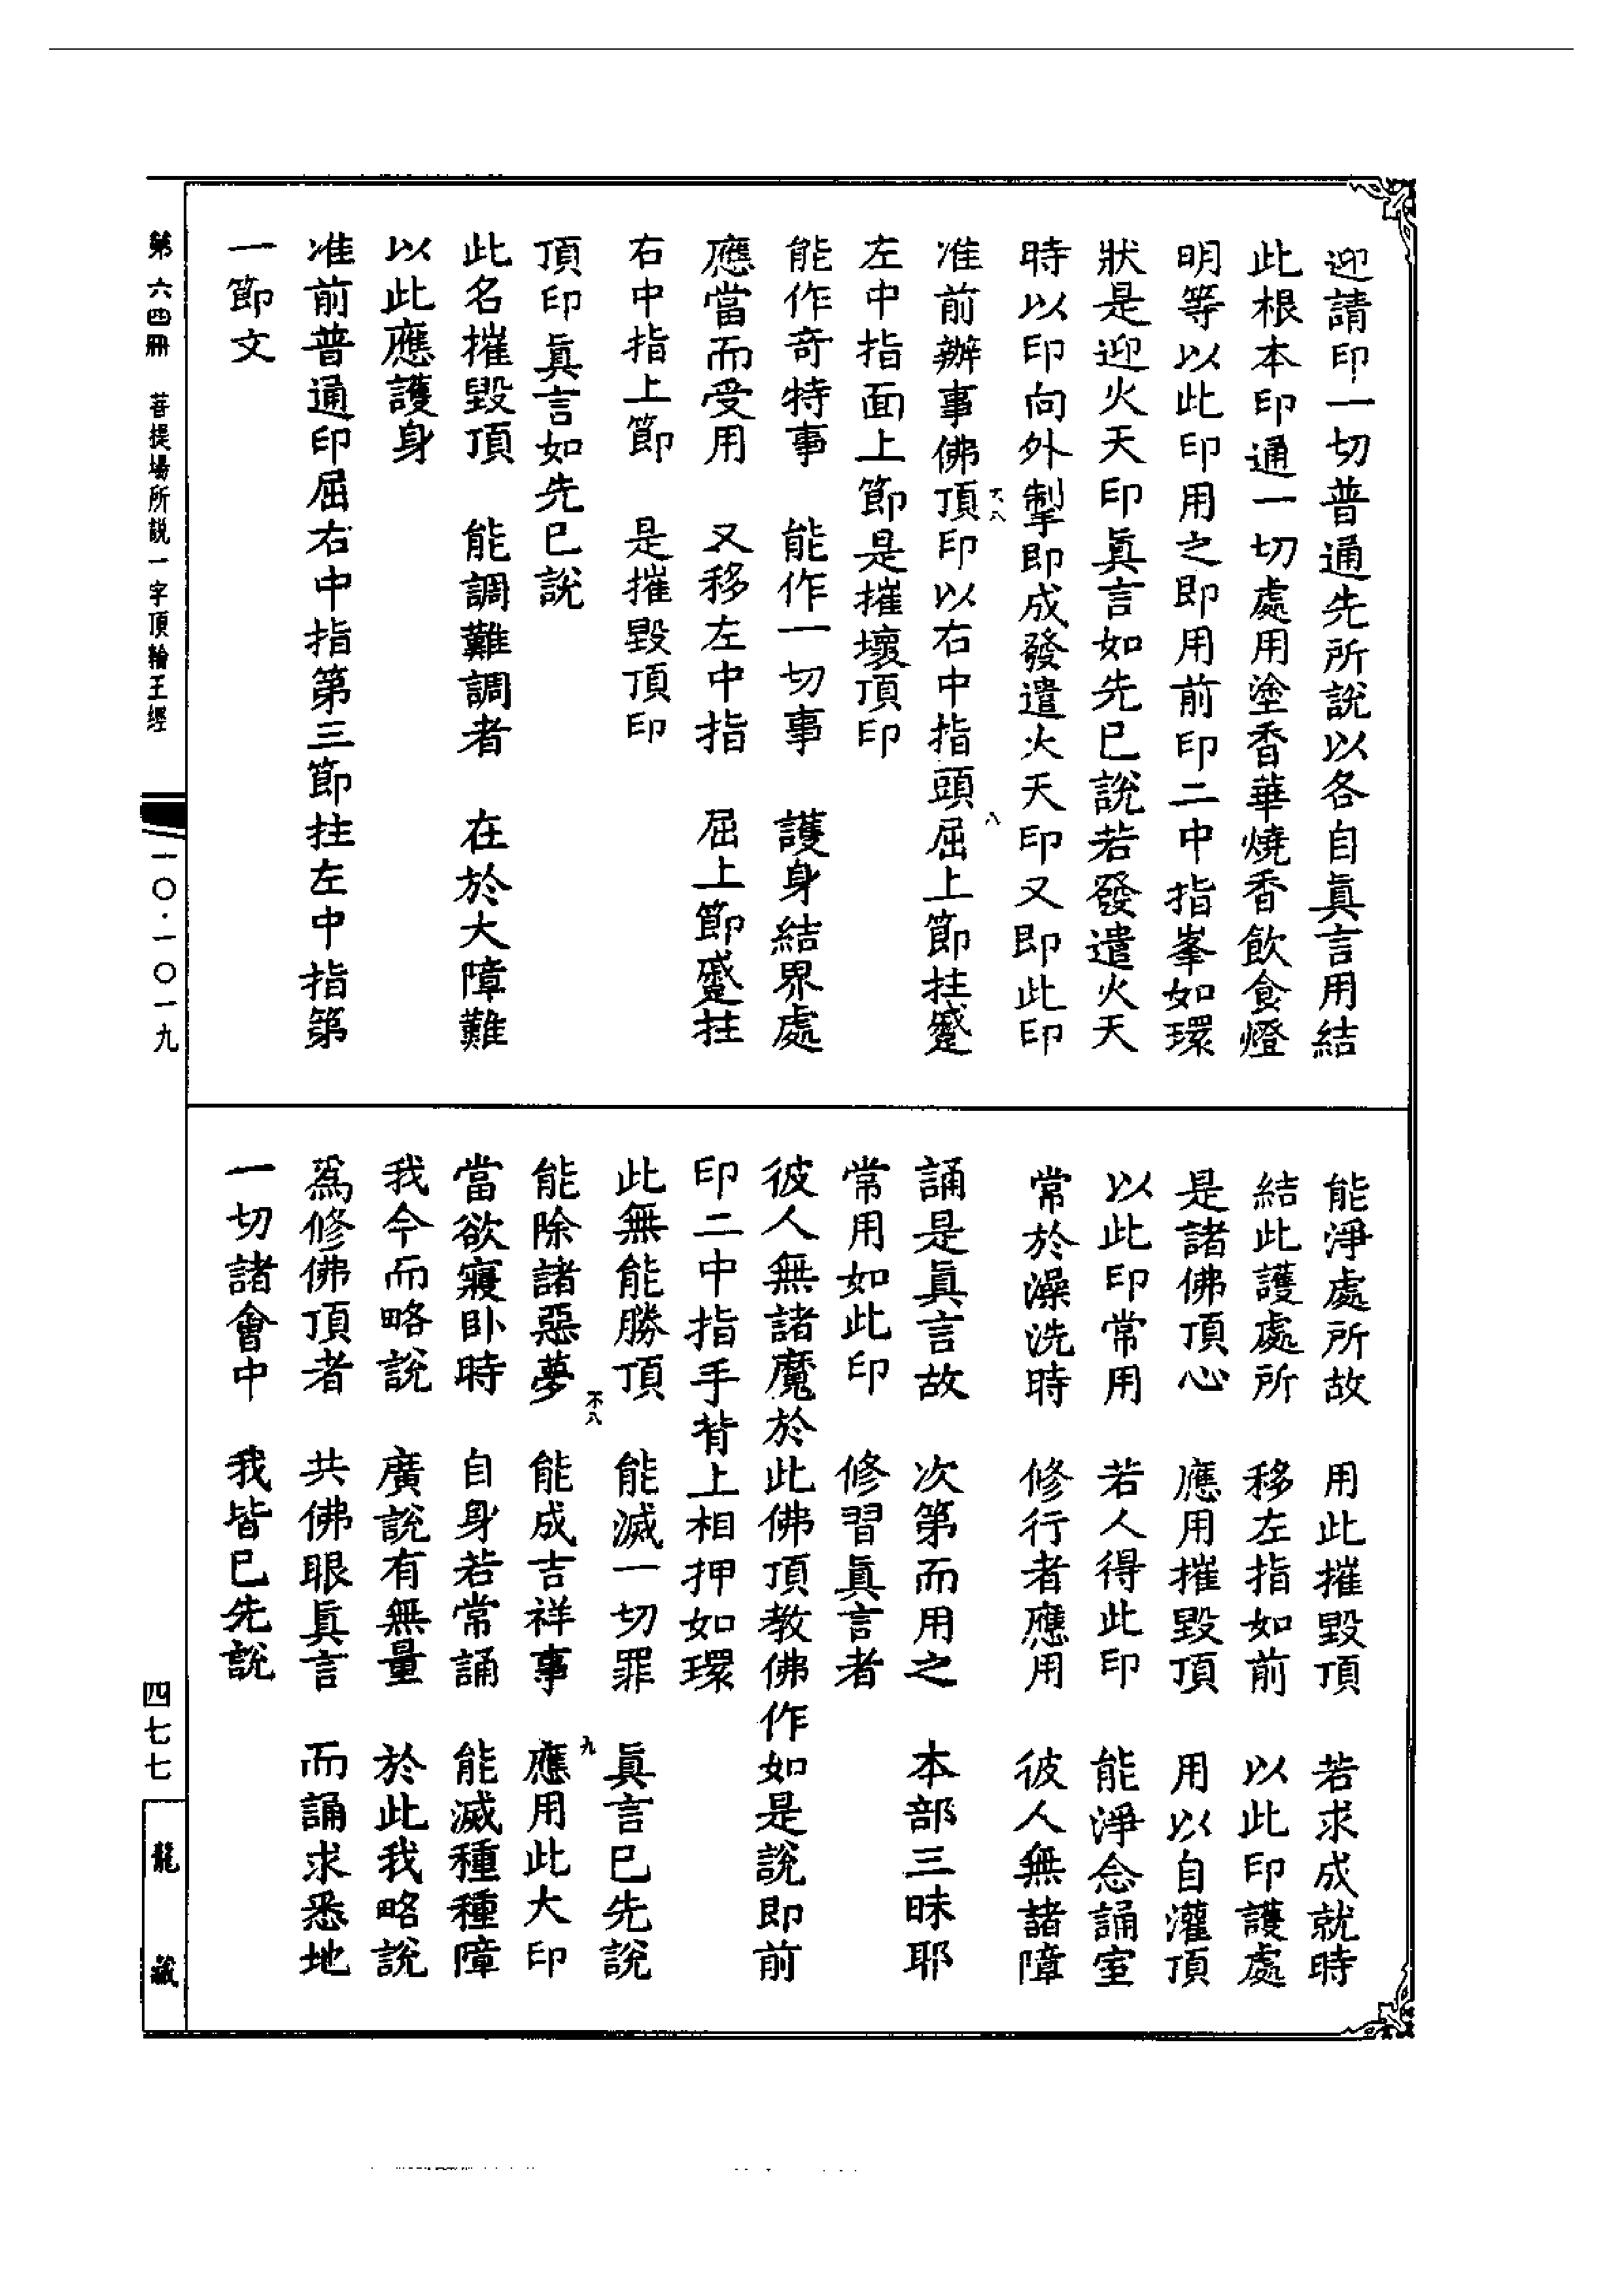 迎請印一切普通先所說以各自眞言用結
此根本印通一切處用塗香華燒香飲食燈
明等以此印用之即用前印二中指峯如環
狀是迎火天印眞言如先已說若發遣火天
時以印向外掣即成發遣火天印又即此印
准前辦事佛頂印以右中指頭屈上節拄蹙
左中指面上節是摧壞頂印
能作奇特事　能作一切事　護身結界處
應當而受用　又移左中指　屈上節蹙拄
右中指上節　是摧毀頂印
頂印眞言如先已說
此名摧毀頂　能調難調者　在於大障難
以此應護身
准前普通印屈右中指第三節拄左中指第
一節文
能淨處所故　用此摧毀頂　若求成就時
結此護處所　移左指如前　以此印護處
是諸佛頂心　應用摧毀頂　用以自灌頂
以此印常用　若人得此印　能淨念誦室
常於澡洗時　修行者應用　彼人無諸障
誦是眞言故　次第而用之　本部三昧耶
常用如此印　修習眞言者
彼人無諸魔於此佛頂教佛作如是說即前
印二中指手背上相押如環
此無能勝頂　能滅一切罪　眞言已先說
能除諸惡夢　能成吉祥事　應用此大印
當欲寢臥時　自身若常誦　能滅種種障
我今而略說　廣說有無量　於此我略說
爲修佛頂者　共佛眼眞言　而誦求悉地
一切諸會中　我皆已先說
第六四冊　菩提場所說一字頂輪王經
一〇·一〇一九
四七七
龍藏